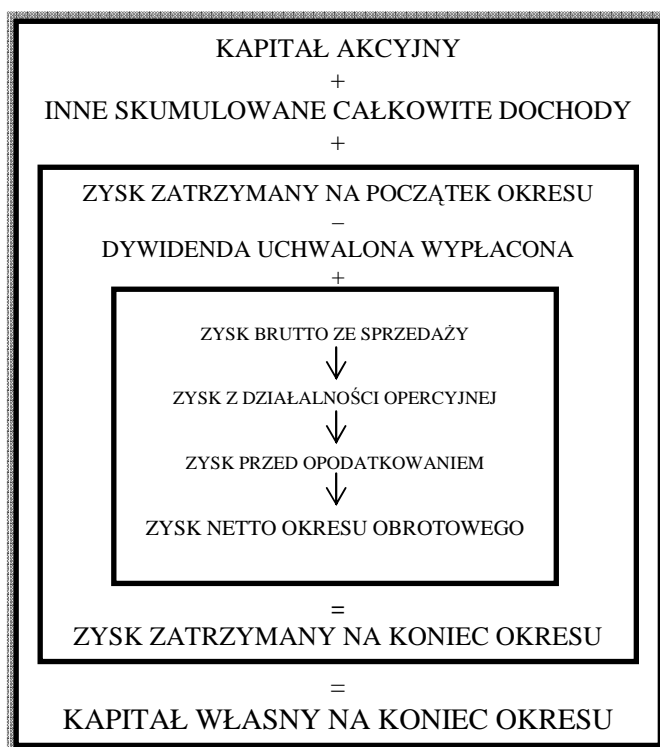 KAPITAŁ AKCYJNY
+
INNE SKUMULOWANE CAŁKOWITE DOCHODY
+
ZYSK ZATRZYMANY NA POCZĄTEK OKRESU
–
DYWIDENDA UCHWALONA WYPŁACONA
+
ZYSK BRUTTO ZE SPRZEDAŻY
ZYSK Z DZIAŁALNOŚCI OPERCYJNEJ
ZYSK PRZED OPODATKOWANIEM
ZYSK NETTO OKRESU OBROTOWEGO
=
ZYSK ZATRZYMANY NA KONIEC OKRESU
=
KAPITAŁ WŁASNY NA KONIEC OKRESU